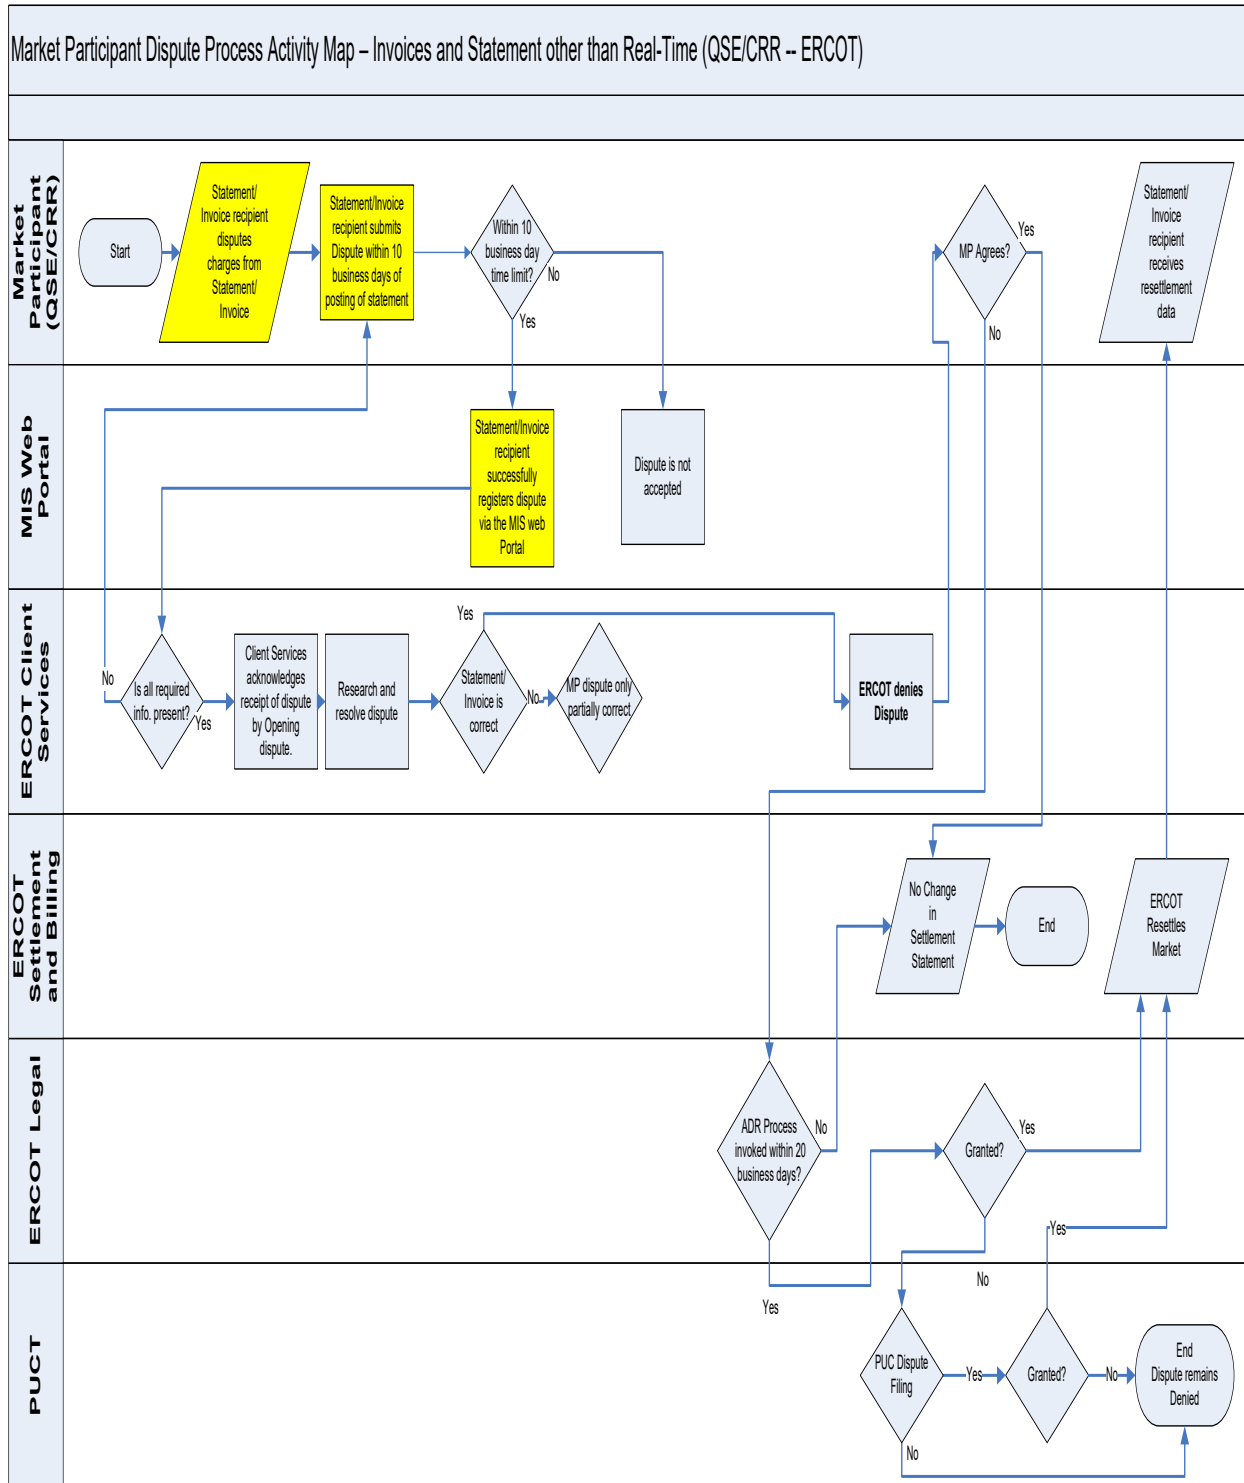 Market Participant Dispute Process Activity Map – Invoices and Statement other than Real-Time (QSE/CRR -- ERCOT)
Market
Participant
(QSE/CRR)
Start
Statement/
Invoice recipient
disputes
charges from
Statement/
Invoice
Statement/Invoice
recipient submits
Dispute within 10
business days of
posting of statement
Within 10
business day
time limit?
No
Yes
MP Agrees?
Yes
No
Statement/
Invoice
recipient
receives
resettlement
data
MIS Web
Portal
Statement/Invoice
recipient
successfully
registers dispute
via the MIS web
Portal
Dispute is not
accepted
ERCOT Client
Services
No
Is all required
info. present?
Yes
Client Services
acknowledges
receipt of dispute
by Opening
dispute.
Research and
resolve dispute
Yes
Statement/
Invoice is
correct
No
MP dispute only
partially correct
ERCOT denies
Dispute
ERCOT
Settlement
and Billing
No Change
in
Settlement
Statement
End
ERCOT
Resettles
Market
ERCOT Legal
ADR Process
invoked within 20
business days?
No
Yes
Granted?
Yes
No
PUCT
PUC Dispute
Filing
Yes
No
Granted?
Yes
No
End
Dispute remains
Denied